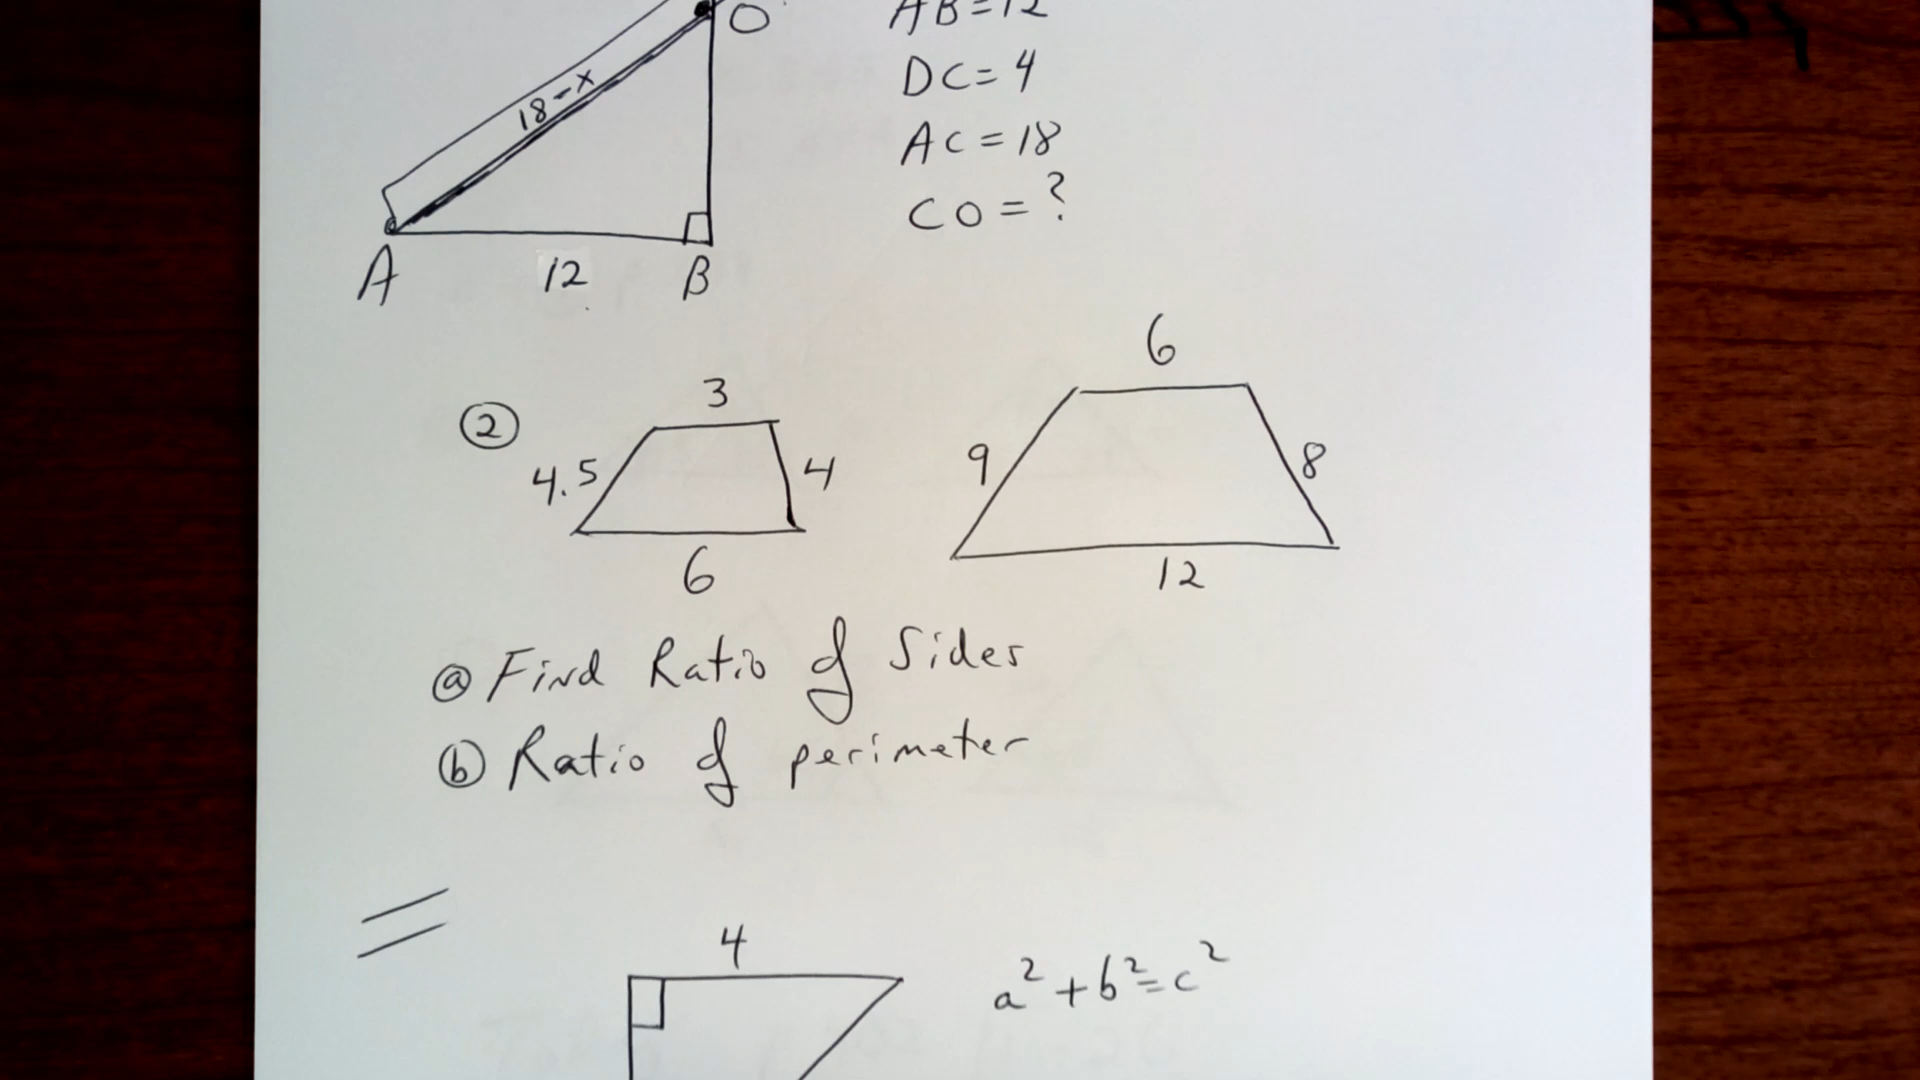 O
AB=12
DC=4
AC=18
CO=?
18-x
A
12
B
②
3
4.5
4
6
6
9
8
12
ⓐ Find Ratio of Sides
ⓑ Ratio of perimeter
4
a²+b²=c²